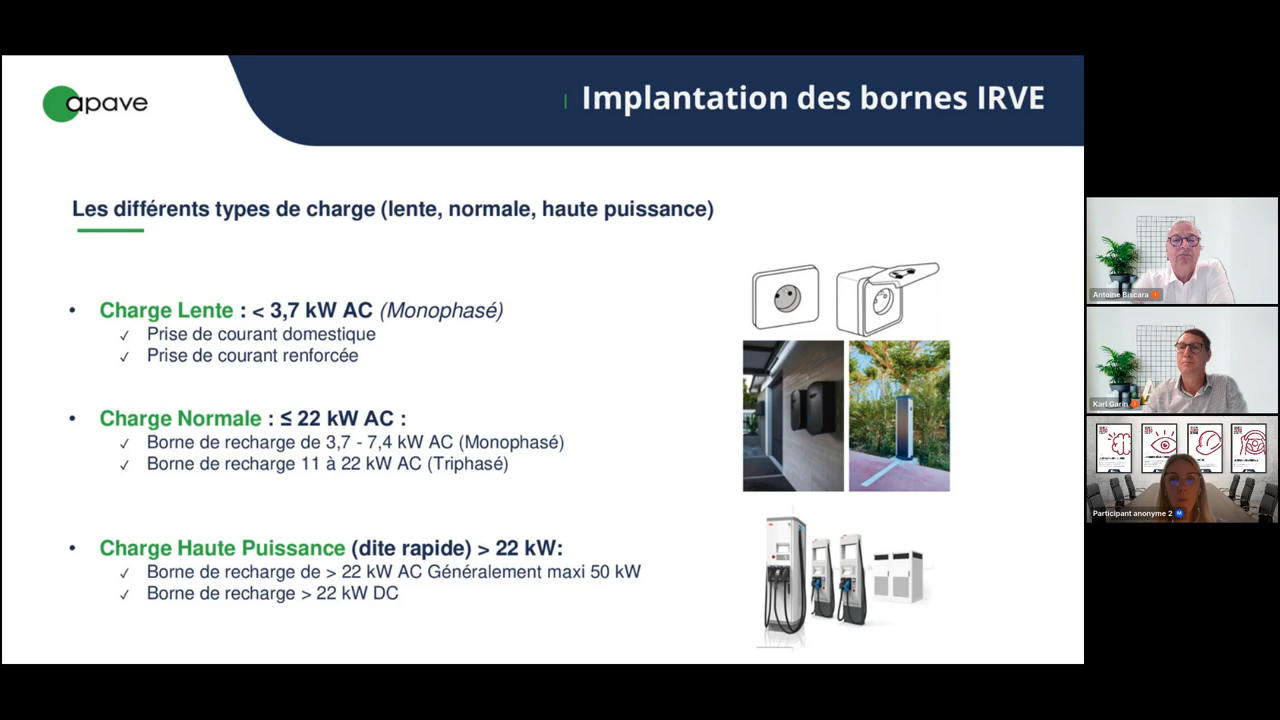 apave
Implantation des bornes IRVE
Les différents types de charge (lente, normale, haute puissance)
• Charge Lente : < 3,7 kW AC (Monophasé)
✓ Prise de courant domestique
✓ Prise de courant renforcée
• Charge Normale : ≤ 22 kW AC :
✓ Borne de recharge de 3,7 - 7,4 kW AC (Monophasé)
✓ Borne de recharge 11 à 22 kW AC (Triphasé)
• Charge Haute Puissance (dite rapide) > 22 kW:
✓ Borne de recharge de > 22 kW AC Généralement maxi 50 kW
✓ Borne de recharge > 22 kW DC
Antoine Biscara
Karl Garin
Participant anonyme 2